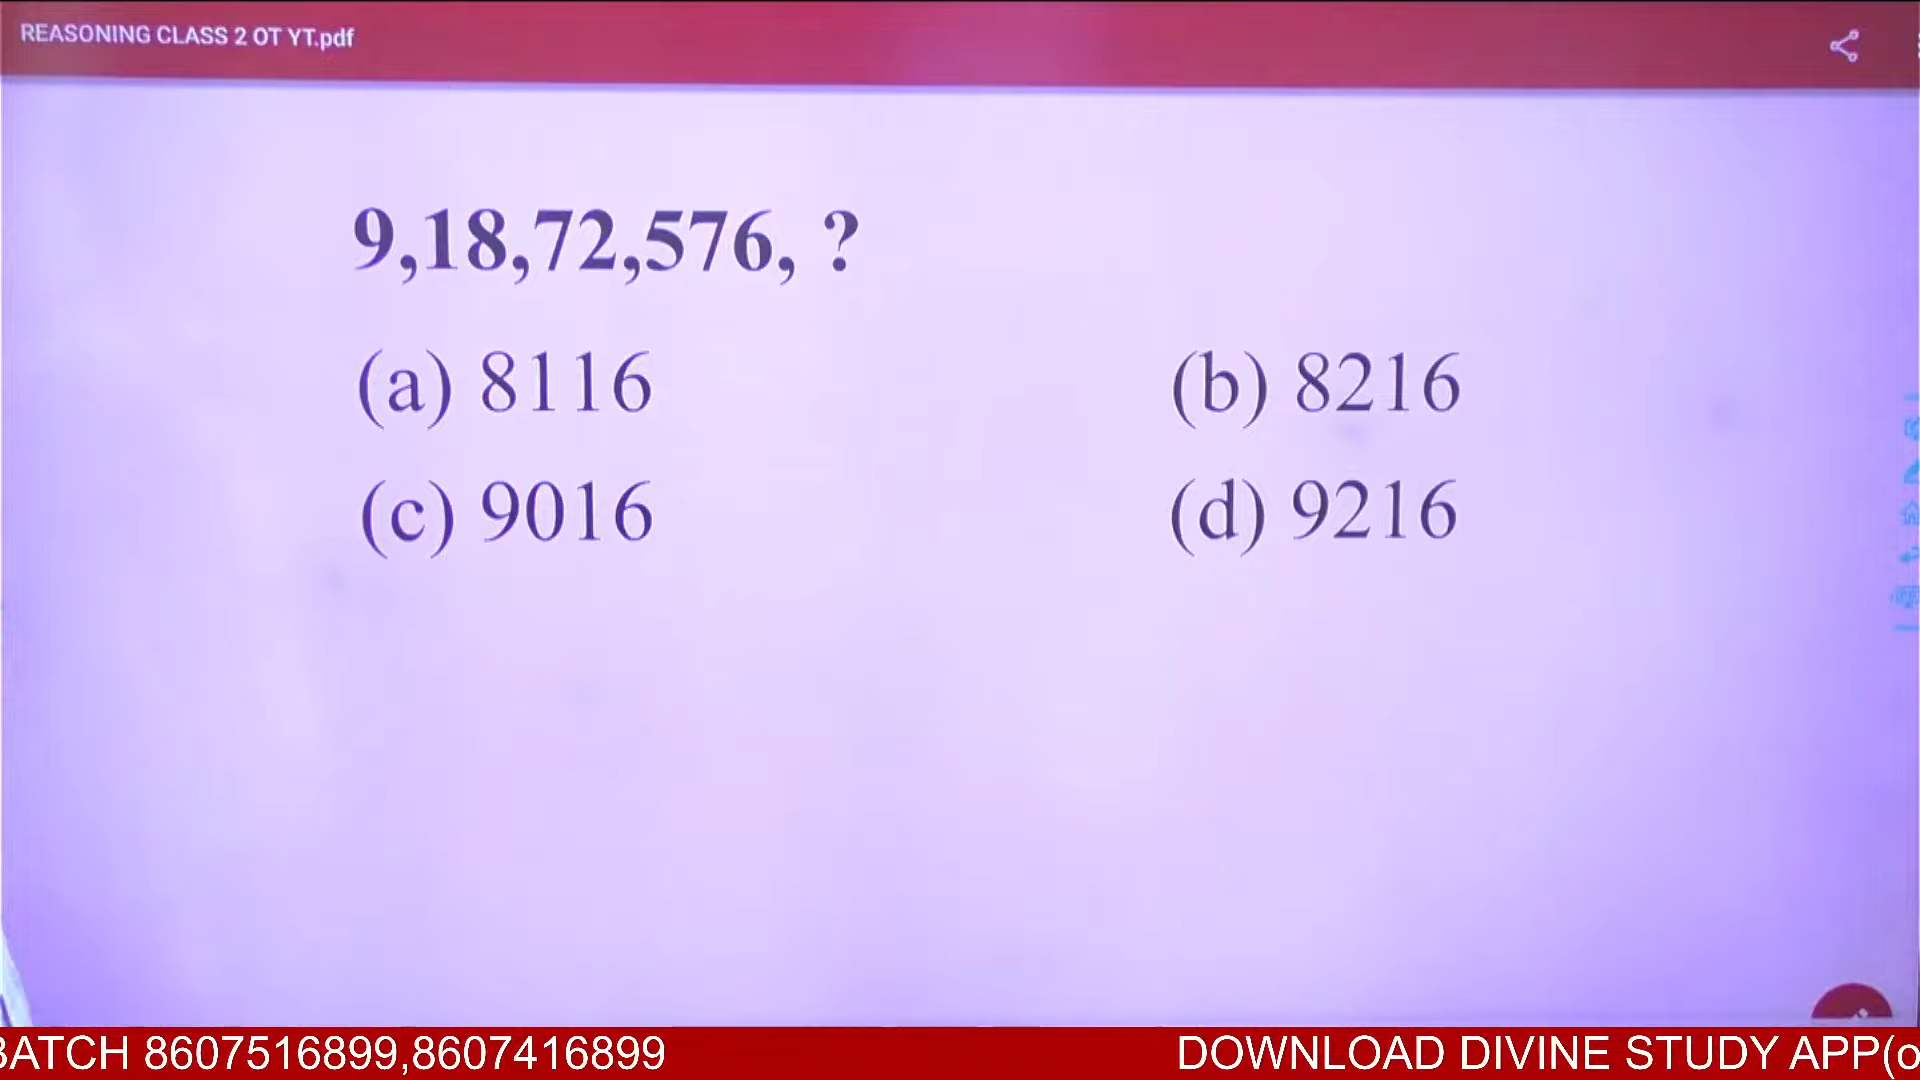 REASONING CLASS 2 OT YT.pdf
9,18,72,576, ?
(a) 8116
(b) 8216
(c) 9016
(d) 9216
BATCH 8607516899,8607416899
DOWNLOAD DIVINE STUDY APP(o